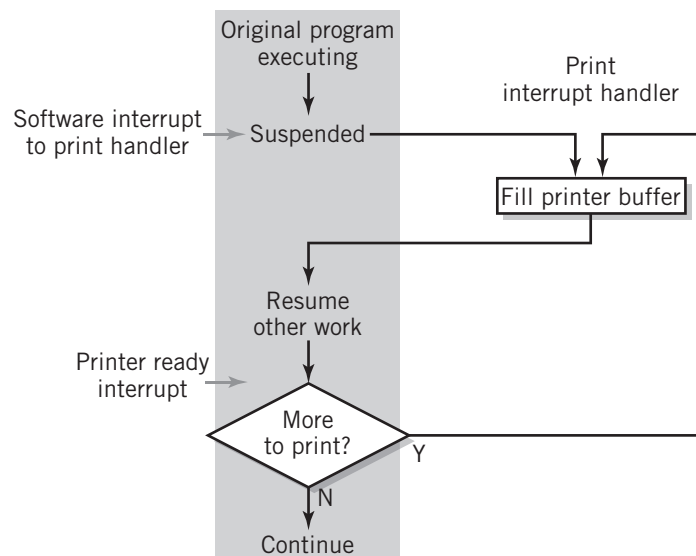 Original program
executing
Print
interrupt handler
Software interrupt
to print handler
Suspended
Fill printer buffer
Resume
other work
Printer ready
interrupt
More
to print?
Y
N
Continue